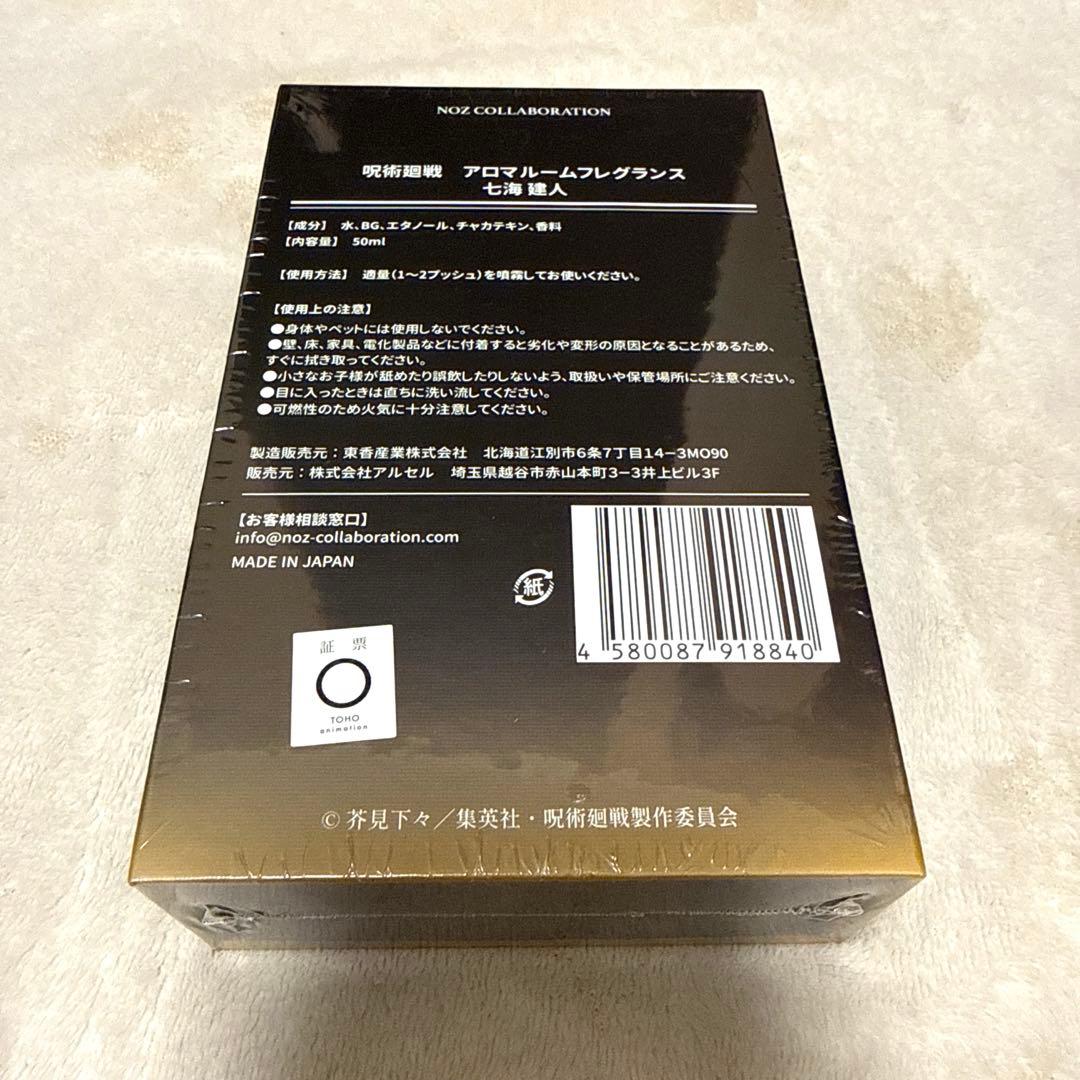 NOZ COLLABORATION
呪術廻戦　アロマルームフレグランス
七海 建人
【成分】 水、BG、エタノール、チャカテキン、香料
【内容量】 50ml
【使用方法】 適量(1〜2プッシュ)を噴霧してお使いください。
【使用上の注意】
●身体やペットには使用しないでください。
●壁、床、家具、電化製品などに付着すると劣化や変形の原因となることがあるため、
すぐに拭き取ってください。
●小さなお子様が舐めたり誤飲したりしないよう、取扱いや保管場所にご注意ください。
●目に入ったときは直ちに洗い流してください。
●可燃性のため火気に十分注意してください。
製造販売元：東香産業株式会社　北海道江別市6条7丁目14−3MO90
販売元：株式会社アルセル　埼玉県越谷市赤山本町3−3井上ビル3F
【お客様相談窓口】
info@noz-collaboration.com
MADE IN JAPAN
紙
4 580087 918840
証 票
TOHO
animation
© 芥見下々／集英社・呪術廻戦製作委員会